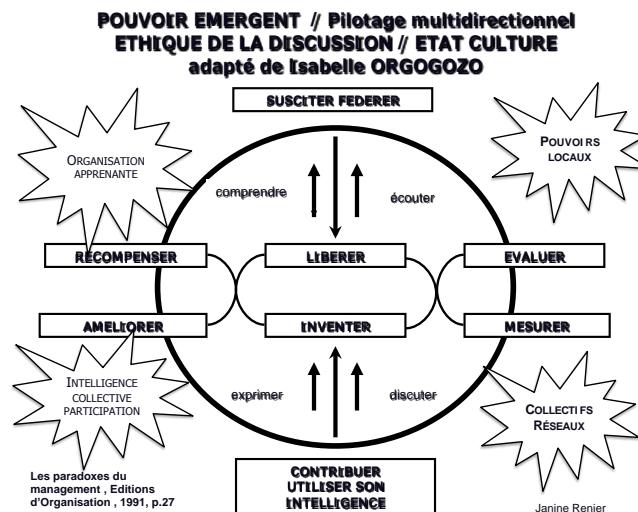 POUVOIR EMERGENT // Pilotage multidirectionnel
ETHIQUE DE LA DISCUSSION // ETAT CULTURE
adapté de Isabelle ORGOGOZO
SUSCITER FEDERER
ORGANISATION
APPRENANTE
POUVOIRS
LOCAUX
comprendre
écouter
RECOMPENSER
LIBERER
EVALUER
AMELIORER
INVENTER
MESURER
INTELLIGENCE
COLLECTIVE
PARTICIPATION
exprimer
discuter
COLLECTIFS
RÉSEAUX
CONTRIBUER
UTILISER SON
INTELLIGENCE
Les paradoxes du
management , Editions
d'Organisation , 1991, p.27
Janine Renier